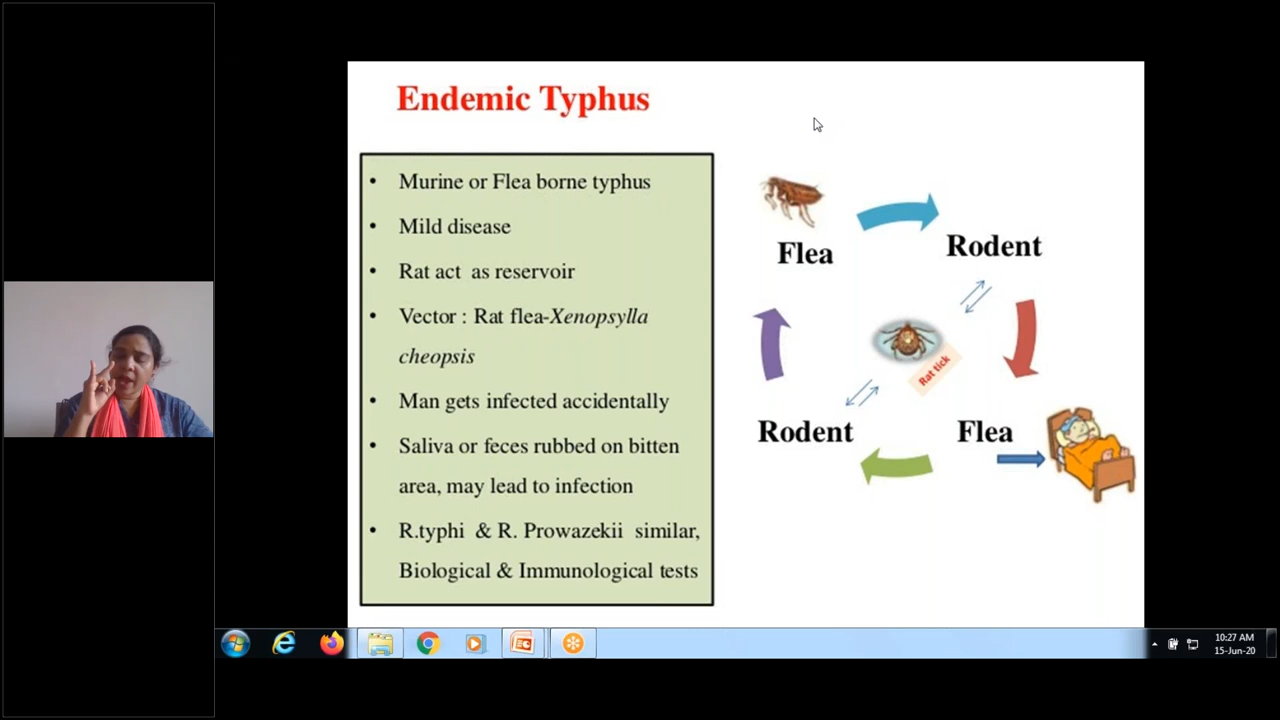 Endemic Typhus
• Murine or Flea borne typhus
• Mild disease
• Rat act as reservoir
• Vector : Rat flea-Xenopsylla
cheopsis
• Man gets infected accidentally
• Saliva or feces rubbed on bitten
area, may lead to infection
• R.typhi & R. Prowazekii similar,
Biological & Immunological tests
Flea
Rodent
Rat tick
Rodent
Flea
10:27 AM
15-Jun-20